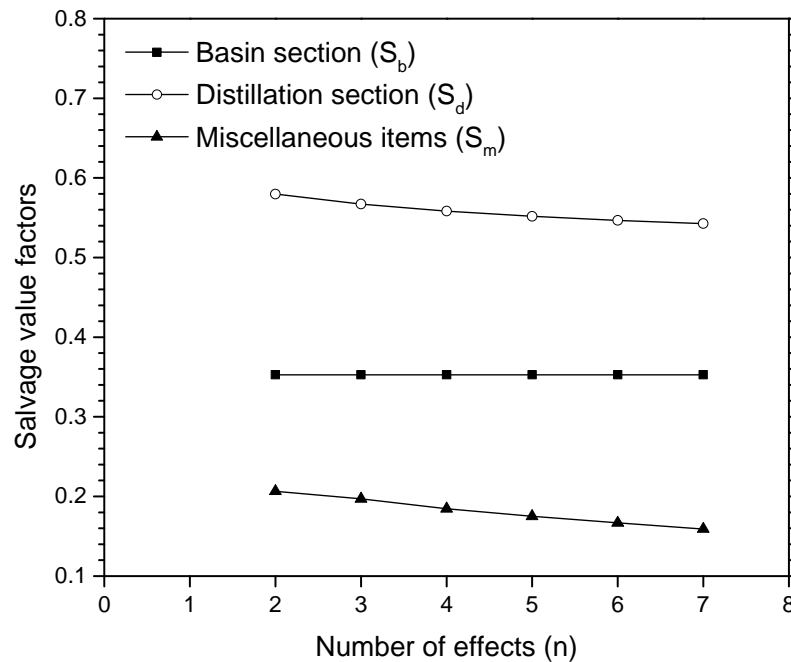 0.8
0.7
0.6
0.5
0.4
0.3
0.2
0.1
Salvage value factors
Basin section (S_b)
Distillation section (S_d)
Miscellaneous items (S_m)
0 1 2 3 4 5 6 7 8
Number of effects (n)